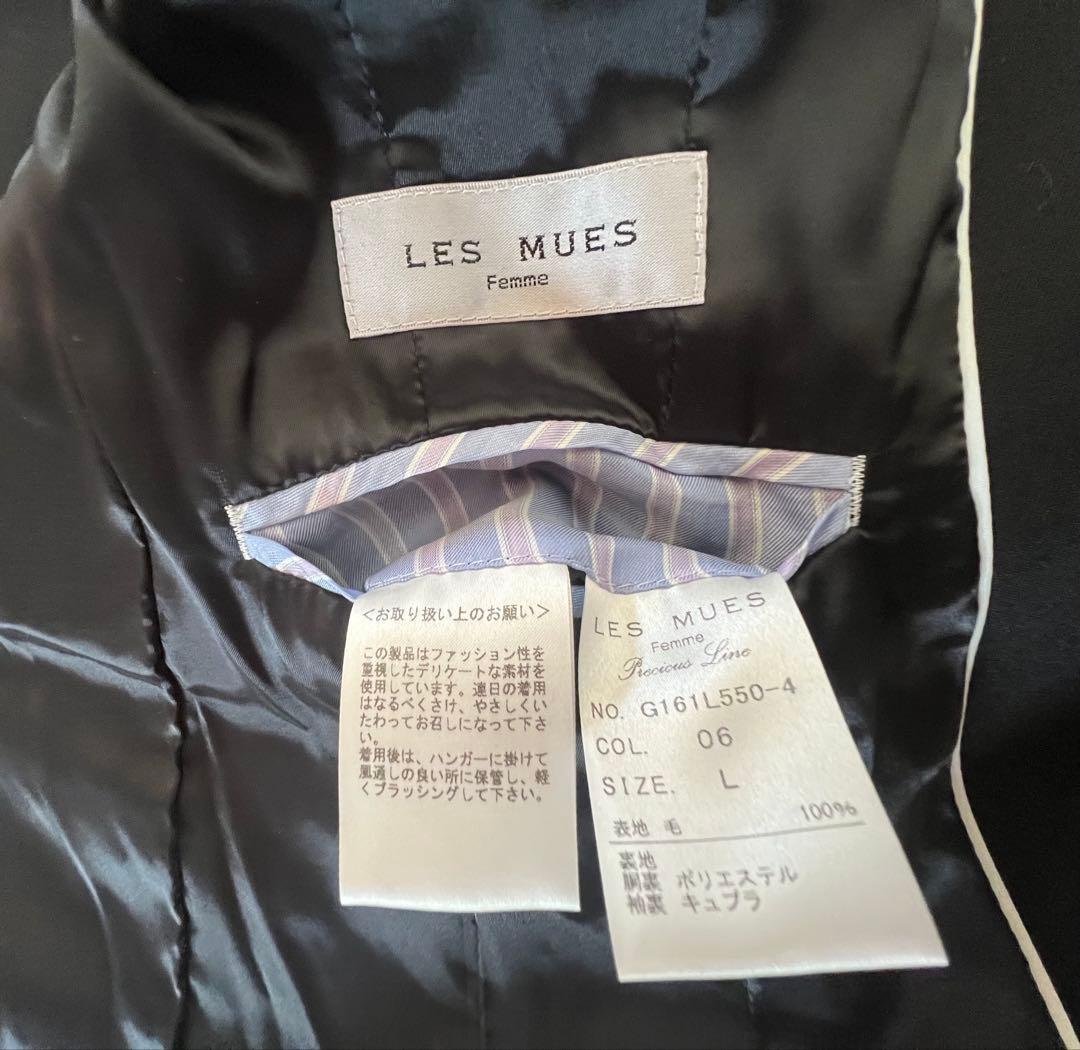 LES MUES
Femme
<お取り扱い上のお願い>
この製品はファッション性を
重視したデリケートな素材を
使用しています。連日の着用
はなるべくさけ、やさしくい
たわってお召しになって下さ
い。
着用後は、ハンガーに掛けて
風通しの良い所に保管し、軽
くブラッシングして下さい。
LES MUES
Femme
Precious Line
NO. G161L550-4
COL. 06
SIZE. L
表地 毛 100%
裏地
胴裏 ポリエステル
袖裏 キュプラ